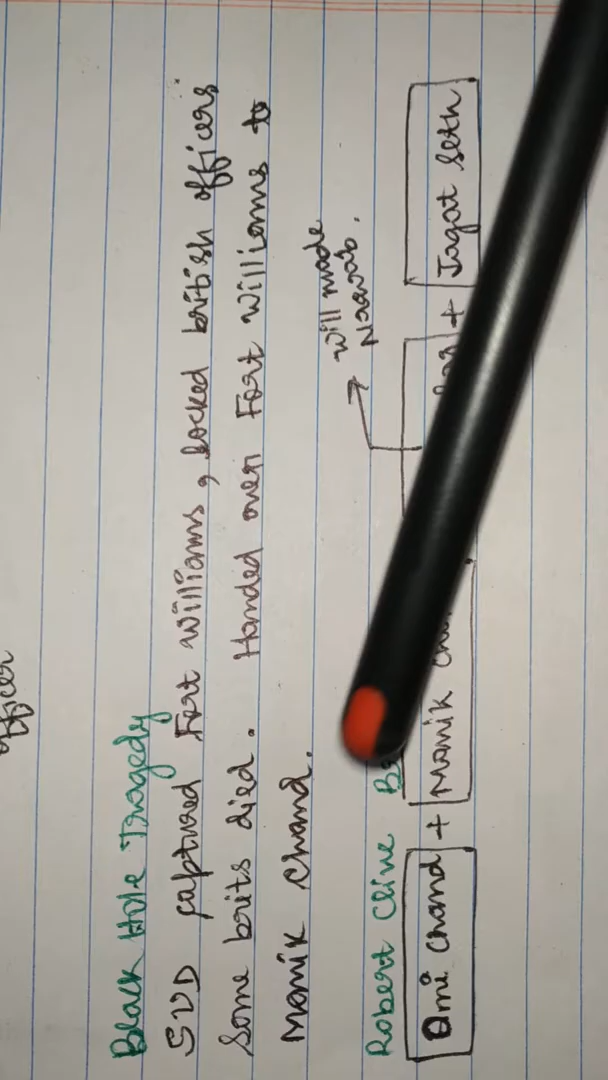 officer
Black Hole Tragedy
SUD captured Fort Williams, locked british officers
some brits died. Handed over Fort Williams to
Manik Chand.
will made
Nawab.
Robert Clive
Omi Chand + Manik + Jagat Seth